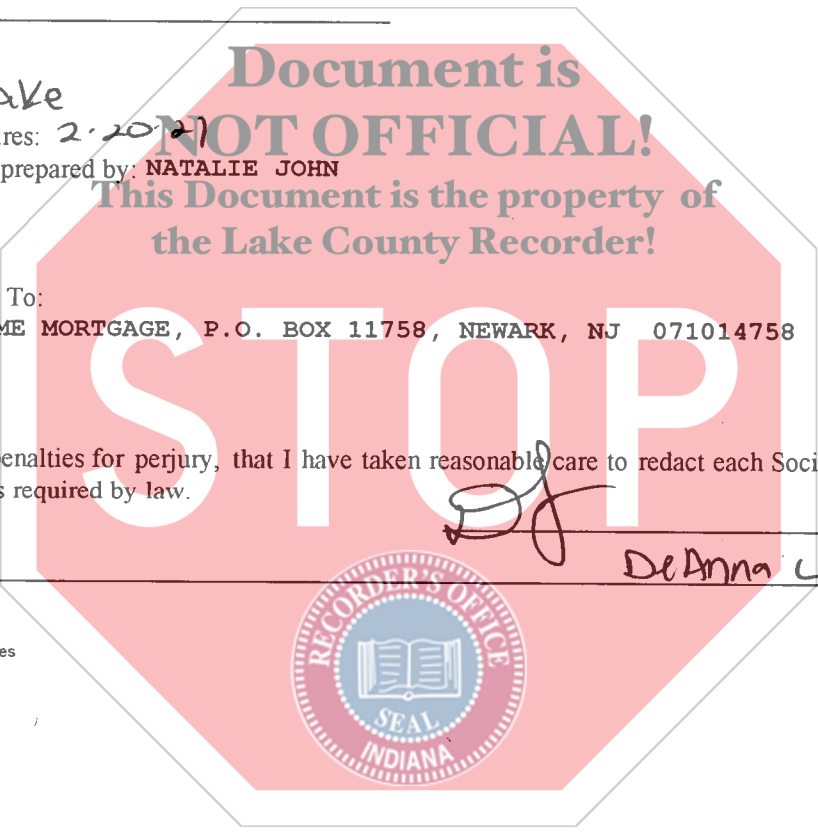 Document is
ake
res: 2-20-21
NOT OFFICIAL!
prepared by: NATALIE JOHN
This Document is the property of
the Lake County Recorder!
To:
ME MORTGAGE, P.O. BOX 11758, NEWARK, NJ 071014758
STOP
enalties for perjury, that I have taken reasonable care to redact each Soci
s required by law.
DJ
DeAnna
RECORDER'S OFFICE
es
SEAL
INDIANA